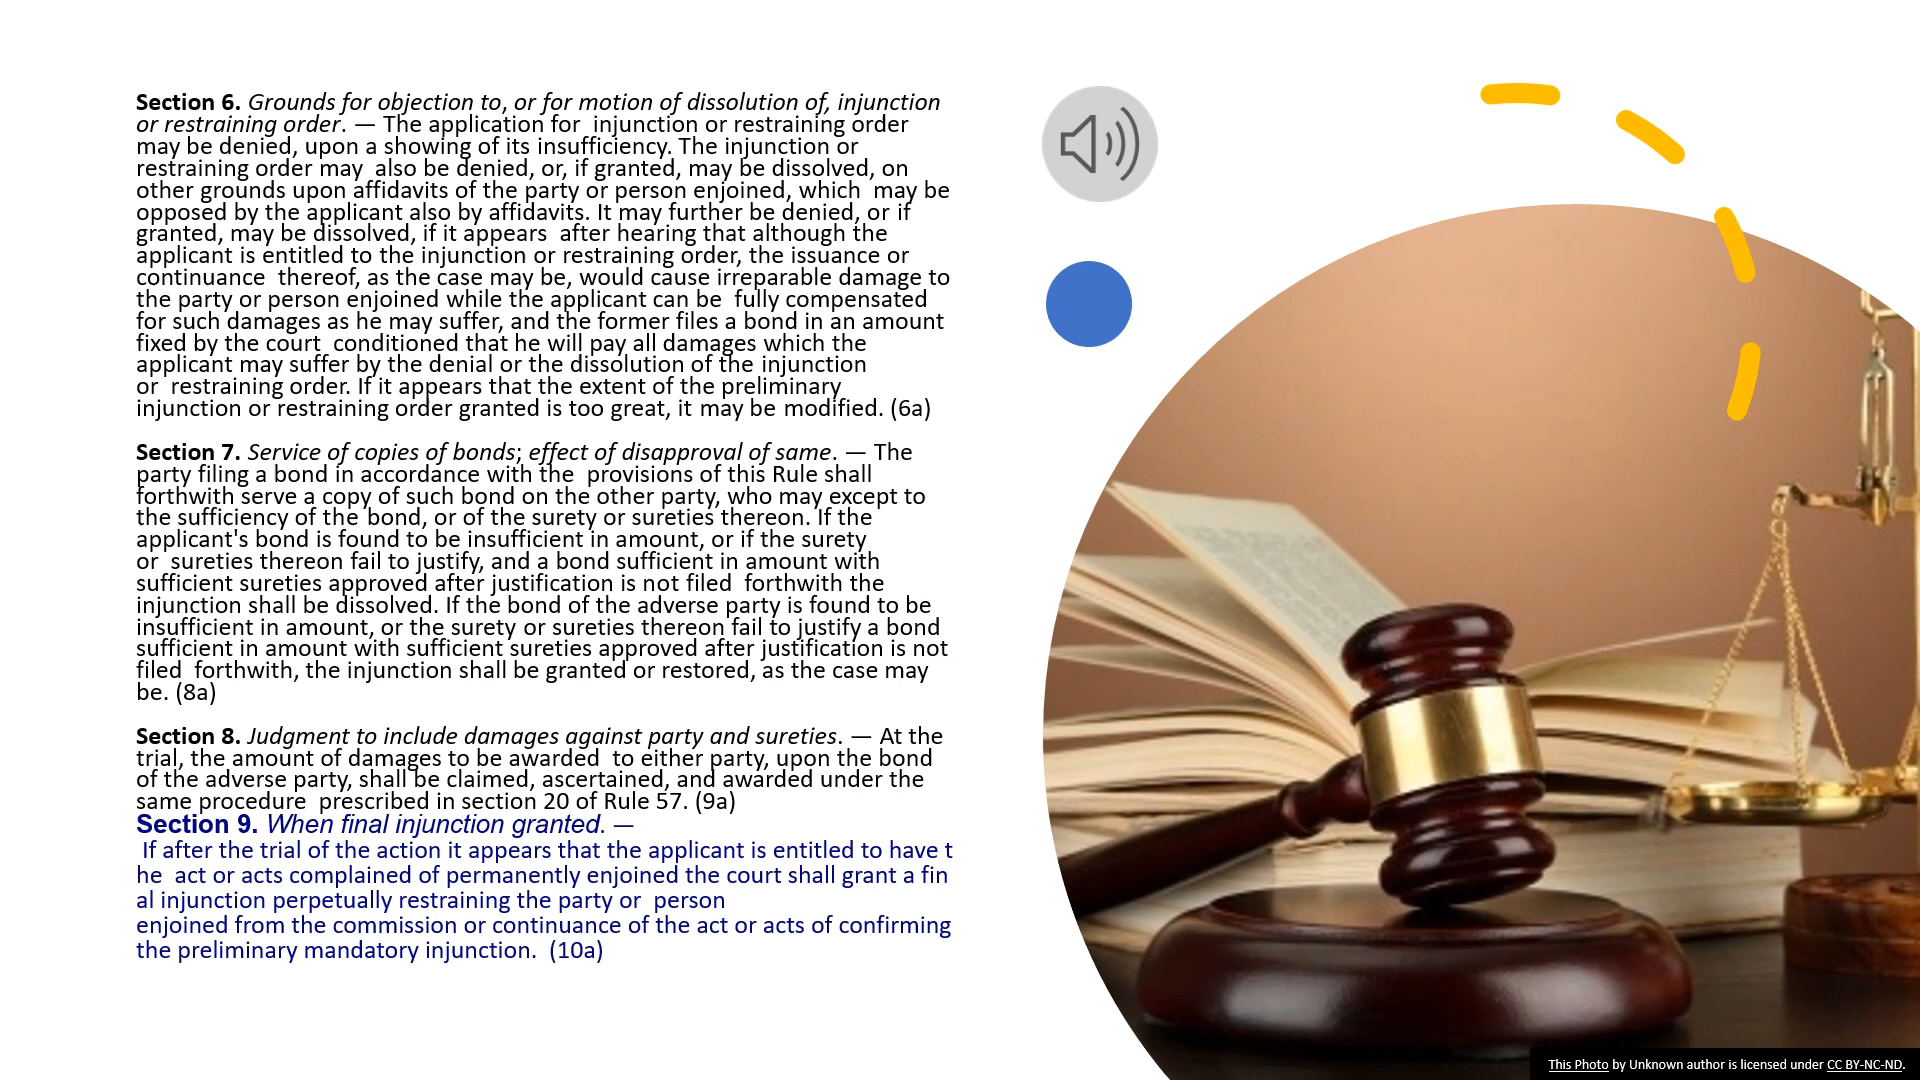 Section 6. Grounds for objection to, or for motion of dissolution of, injunction
or restraining order. — The application for  injunction or restraining order
may be denied, upon a showing of its insufficiency. The injunction or
restraining order may  also be denied, or, if granted, may be dissolved, on
other grounds upon affidavits of the party or person enjoined, which  may be
opposed by the applicant also by affidavits. It may further be denied, or if
granted, may be dissolved, if it appears  after hearing that although the
applicant is entitled to the injunction or restraining order, the issuance or
continuance  thereof, as the case may be, would cause irreparable damage to
the party or person enjoined while the applicant can be  fully compensated
for such damages as he may suffer, and the former files a bond in an amount
fixed by the court  conditioned that he will pay all damages which the
applicant may suffer by the denial or the dissolution of the injunction
or  restraining order. If it appears that the extent of the preliminary
injunction or restraining order granted is too great, it may be modified. (6a)
Section 7. Service of copies of bonds; effect of disapproval of same. — The
party filing a bond in accordance with the  provisions of this Rule shall
forthwith serve a copy of such bond on the other party, who may except to
the sufficiency of the bond, or of the surety or sureties thereon. If the
applicant's bond is found to be insufficient in amount, or if the surety
or  sureties thereon fail to justify, and a bond sufficient in amount with
sufficient sureties approved after justification is not filed  forthwith the
injunction shall be dissolved. If the bond of the adverse party is found to be
insufficient in amount, or the surety or sureties thereon fail to justify a bond
sufficient in amount with sufficient sureties approved after justification is not
filed  forthwith, the injunction shall be granted or restored, as the case may
be. (8a)
Section 8. Judgment to include damages against party and sureties. — At the
trial, the amount of damages to be awarded  to either party, upon the bond
of the adverse party, shall be claimed, ascertained, and awarded under the
same procedure  prescribed in section 20 of Rule 57. (9a)
Section 9. When final injunction granted. —
If after the trial of the action it appears that the applicant is entitled to have t
he  act or acts complained of permanently enjoined the court shall grant a fin
al injunction perpetually restraining the party or  person
enjoined from the commission or continuance of the act or acts of confirming
the preliminary mandatory injunction.  (10a)
This Photo by Unknown author is licensed under CC BY-NC-ND.